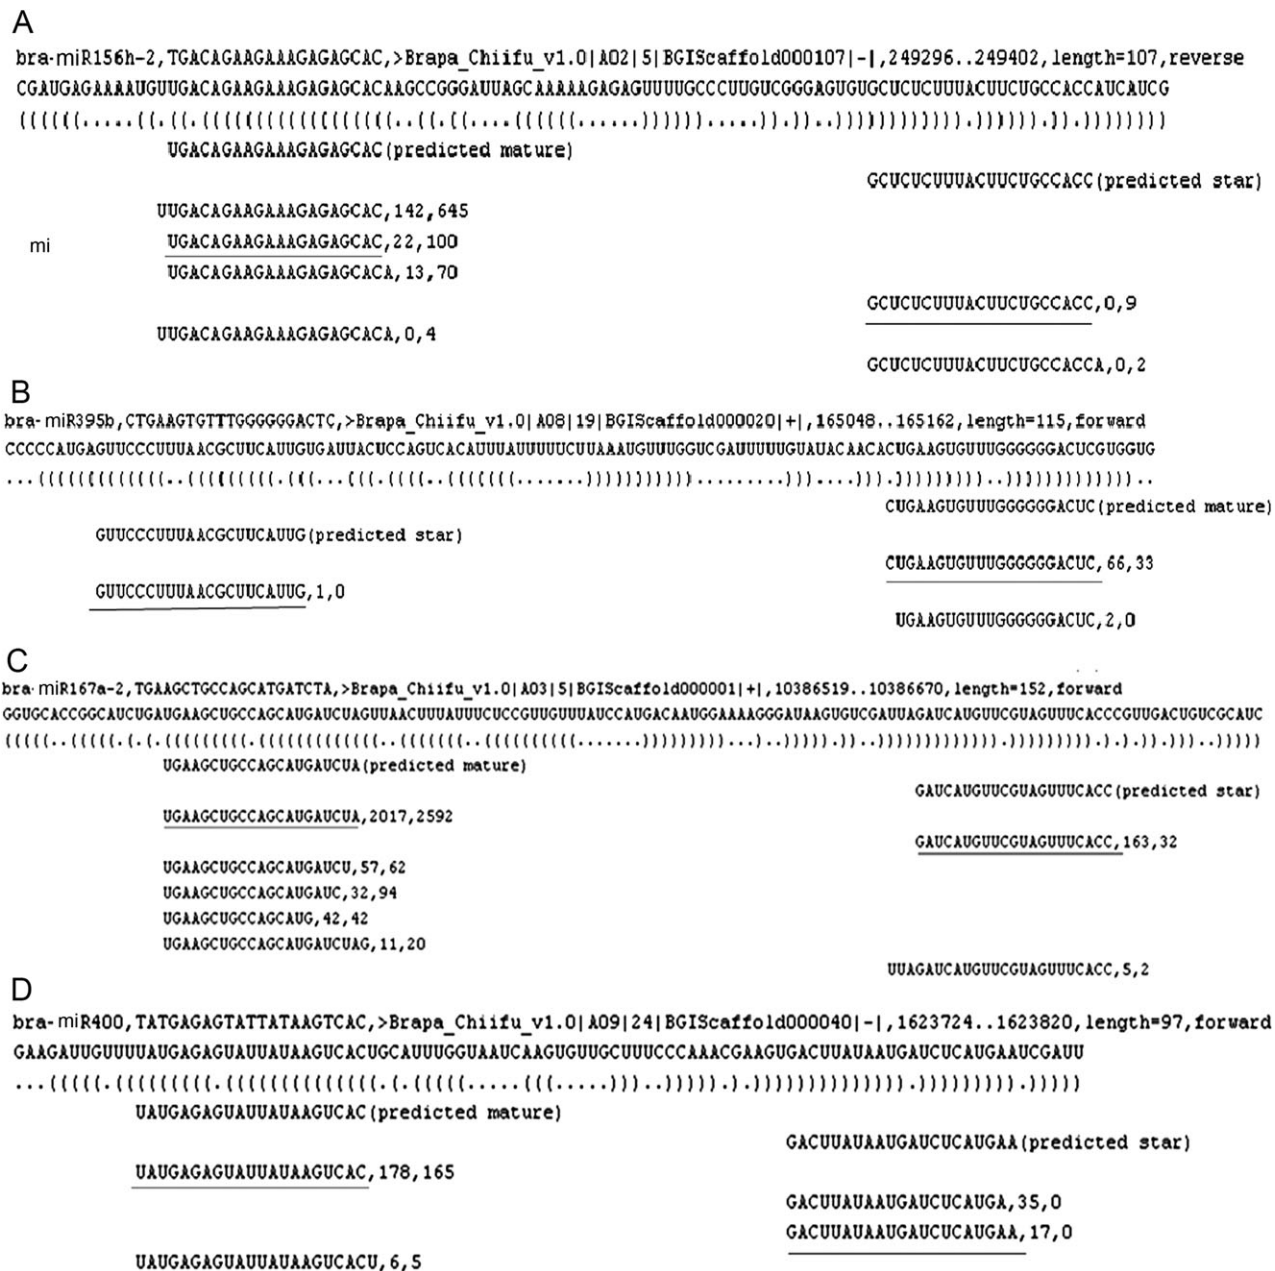 A
bra-miR156h-2,TGACAGAAGAAAGAGAGCAC,>Brapa_Chiifu_v1.0|A02|5|BGIScaffold000107|-|,249296..249402,length=107,reverse
CGAUGAGAAAAUGUUGACAGAAGAAAGAGAGCACAAGCCGGGAUUAGCAAAAAGAGAGUUUUGCCCUUGUCGGGAGUGUGCUCUCUUUACUUCUGCCACCAUCAUCG
((((((.....((.((.((((((((((((((((((..((.((....((((((......)))))).....)).))..)))))))))))).)))))).)).))))))))
UGACAGAAGAAAGAGAGCAC(predicted mature)
GCUCUCUUUACUUCUGCCACC(predicted star)
UUGACAGAAGAAAGAGAGCAC,142,645
mi
UGACAGAAGAAAGAGAGCAC,22,100
UGACAGAAGAAAGAGAGCACA,13,70
GCUCUCUUUACUUCUGCCACC,0,9
UUGACAGAAGAAAGAGAGCACA,0,4
GCUCUCUUUACUUCUGCCACCA,0,2
B
bra-miR395b,CTGAAGTGTTTGGGGGGACTC,>Brapa_Chiifu_v1.0|A08|19|BGIScaffold000020|+|,165048..165162,length=115,forward
CCCCCAUGAGUUCCCUUUAACGCUUCAUUGUGAUUACUCCAGUCACAUUUAUUUUUCUUAAAUGUUUGGUCGAUUUUUGUAUACAACACUGAAGUGUUUGGGGGGACUCGUGGUG
...(((((((((((((..(((((((((.(((...(((.((((..(((((((.......)))))))))))..........)))....))).)))))))))..)))))))))))))..
CUGAAGUGUUUGGGGGGACUC(predicted mature)
GUUCCCUUUAACGCUUCAUUG(predicted star)
CUGAAGUGUUUGGGGGGACUC,66,33
GUUCCCUUUAACGCUUCAUUG,1,0
UGAAGUGUUUGGGGGGACUC,2,0
C
bra-miR167a-2,TGAAGCTGCCAGCATGATCTA,>Brapa_Chiifu_v1.0|A03|5|BGIScaffold000001|+|,10386519..10386670,length=152,forward
GGUGCACCGGCAUCUGAUGAAGCUGCCAGCAUGAUCUAGUUAACUUUAUUUCUCCGUUGUUUAUCCAUGACAAUGGAAAAGGGAUAAGUGUCGAUUAGAUCAUGUUCGUAGUUUCACCCGUUGACUGUCGCAUC
(((((..(((((.(.(.(((((((((.(((((((((((((..(((((((..((((((((((.......)))))))))...)..))))).))..))))))))))))).))))))))).).).)).)))..)))))
UGAAGCUGCCAGCAUGAUCUA(predicted mature)
GAUCAUGUUCGUAGUUUCACC(predicted star)
UGAAGCUGCCAGCAUGAUCUA,2017,2592
GAUCAUGUUCGUAGUUUCACC,163,32
UGAAGCUGCCAGCAUGAUCU,57,62
UGAAGCUGCCAGCAUGAUC,32,94
UGAAGCUGCCAGCAUG,42,42
UGAAGCUGCCAGCAUGAUCUAG,11,20
UUAGAUCAUGUUCGUAGUUUCACC,5,2
D
bra-miR400,TATGAGAGTATTATAAGTCAC,>Brapa_Chiifu_v1.0|A09|24|BGIScaffold000040|-|,1623724..1623820,length=97,forward
GAAGAUUGUUUUAUGAGAGUAUUAUAAGUCACUGCAUUUGGUAAUCAAGUGUUGCUUUCCCAAACGAAGUGACUUAUAAUGAUCUCAUGAAUCGAUU
...(((((.(((((((((.((((((((((((((.(.(((((.....(((.....)))..))))).).)))))))))))))).))))))))).)))))
UAUGAGAGUAUUAUAAGUCAC(predicted mature)
GACUUAUAAUGAUCUCAUGAA(predicted star)
UAUGAGAGUAUUAUAAGUCAC,178,165
GACUUAUAAUGAUCUCAUGA,35,0
GACUUAUAAUGAUCUCAUGAA,17,0
UAUGAGAGUAUUAUAAGUCACU,6,5